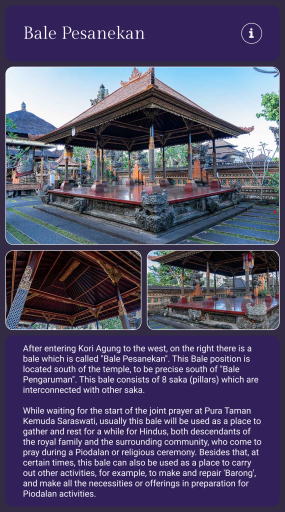 Bale Pesanekan
i
After entering Kori Agung to the west, on the right there is a
bale which is called "Bale Pesanekan". This Bale position is
located south of the temple, to be precise south of "Bale
Pengaruman". This bale consists of 8 saka (pillars) which are
interconnected with other saka.
While waiting for the start of the joint prayer at Pura Taman
Kemuda Saraswati, usually this bale will be used as a place to
gather and rest for a while for Hindus, both descendants of
the royal family and the surrounding community, who come to
pray during a Piodalan or religious ceremony. Besides that, at
certain times, this bale can also be used as a place to carry
out other activities, for example, to make and repair 'Barong',
and make all the necessities or offerings in preparation for
Piodalan activities.